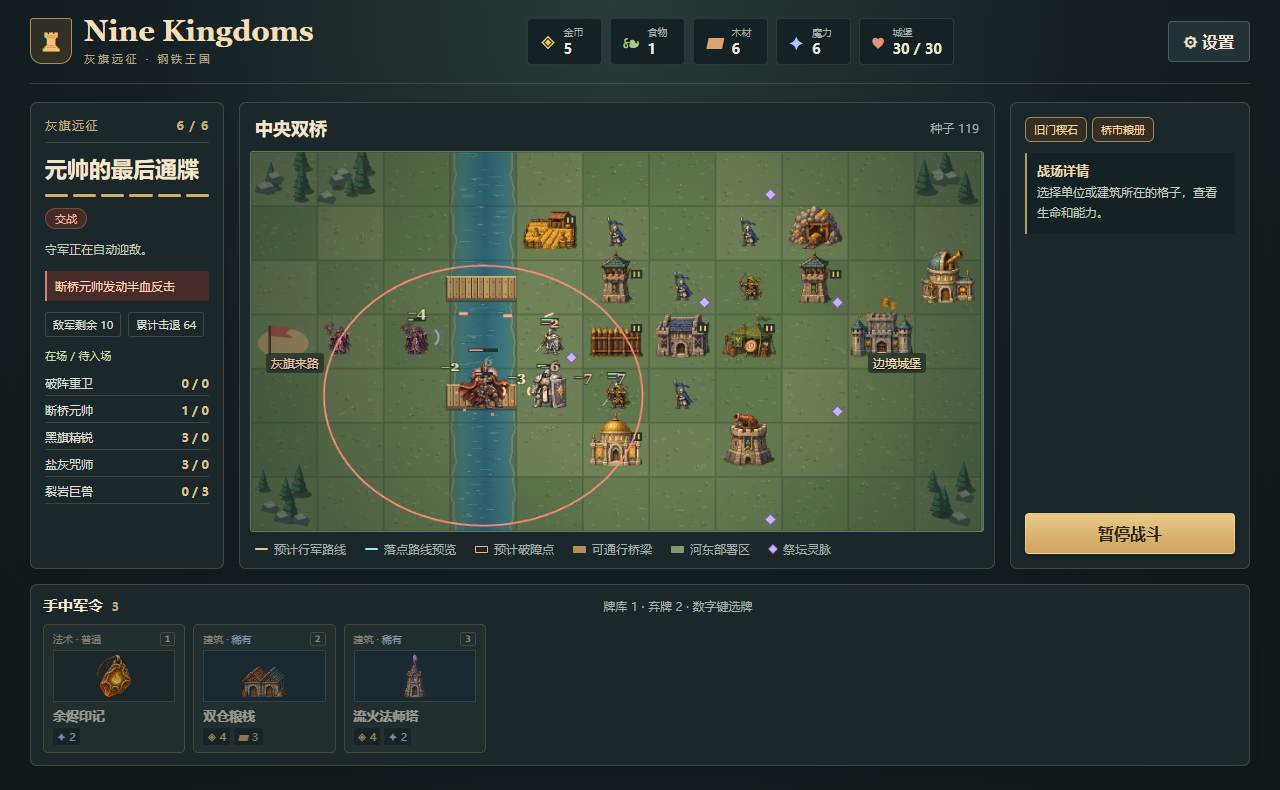 Nine Kingdoms
灰旗远征 · 钢铁王国
金币
5
食物
1
木材
6
魔力
6
城堡
30 / 30
设置
灰旗远征 6 / 6
元帅的最后通牒
交战
守军正在自动迎敌。
断桥元帅发动半血反击
敌军剩余 10 累计击退 64
在场 / 待入场
破阵重卫 0 / 0
断桥元帅 1 / 0
黑旗精锐 3 / 0
盐灰咒师 3 / 0
裂岩巨兽 0 / 3
中央双桥 种子 119
−4
−2
灰旗来路
边境城堡
−2
−6
−3
−7
−7
预计行军路线 落点路线预览 预计破障点 可通行桥梁 河东部署区 祭坛灵脉
旧门楔石 桥市粮册
战场详情
选择单位或建筑所在的格子，查看
生命和能力。
暂停战斗
手中军令 3 牌库 1 · 弃牌 2 · 数字键选牌
法术 · 普通 1
余烬印记
2
建筑 · 稀有 2
双仓粮栈
4 3
建筑 · 稀有 3
流火法师塔
4 2